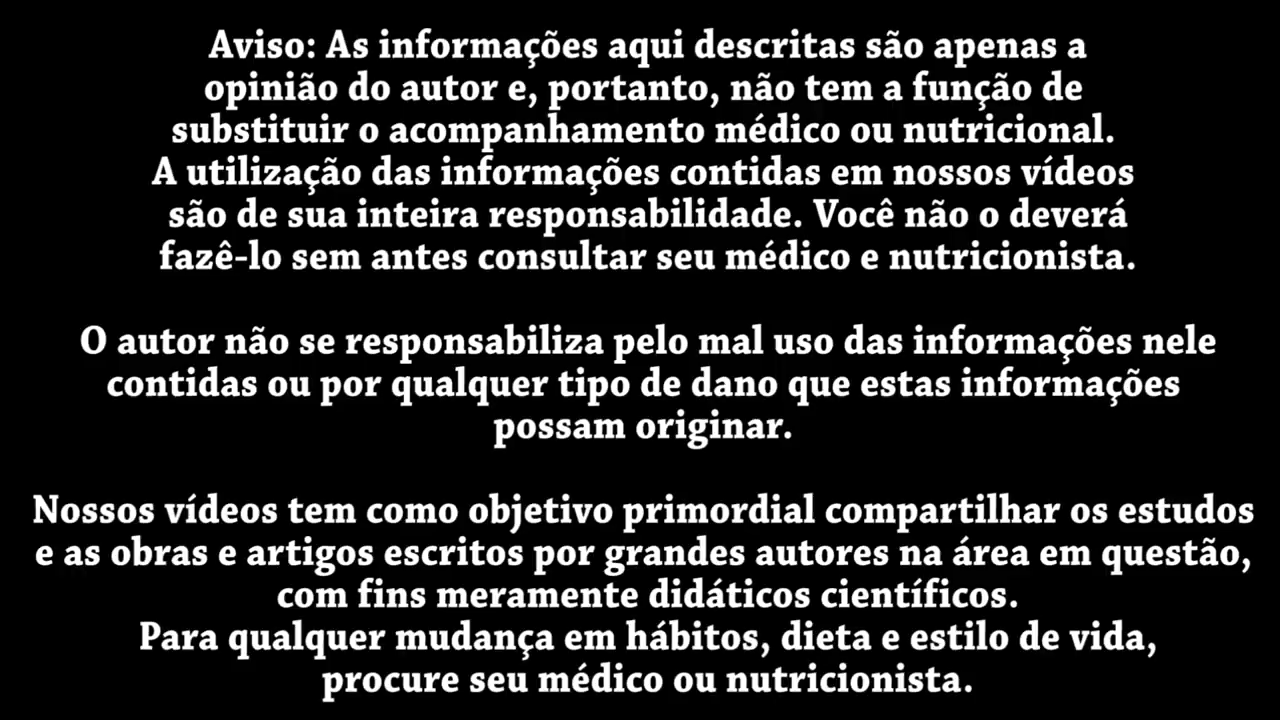 Aviso: As informações aqui descritas são apenas a
opinião do autor e, portanto, não tem a função de
substituir o acompanhamento médico ou nutricional.
A utilização das informações contidas em nossos vídeos
são de sua inteira responsabilidade. Você não o deverá
fazê-lo sem antes consultar seu médico e nutricionista.
O autor não se responsabiliza pelo mal uso das informações nele
contidas ou por qualquer tipo de dano que estas informações
possam originar.
Nossos vídeos tem como objetivo primordial compartilhar os estudos
e as obras e artigos escritos por grandes autores na área em questão,
com fins meramente didáticos científicos.
Para qualquer mudança em hábitos, dieta e estilo de vida,
procure seu médico ou nutricionista.